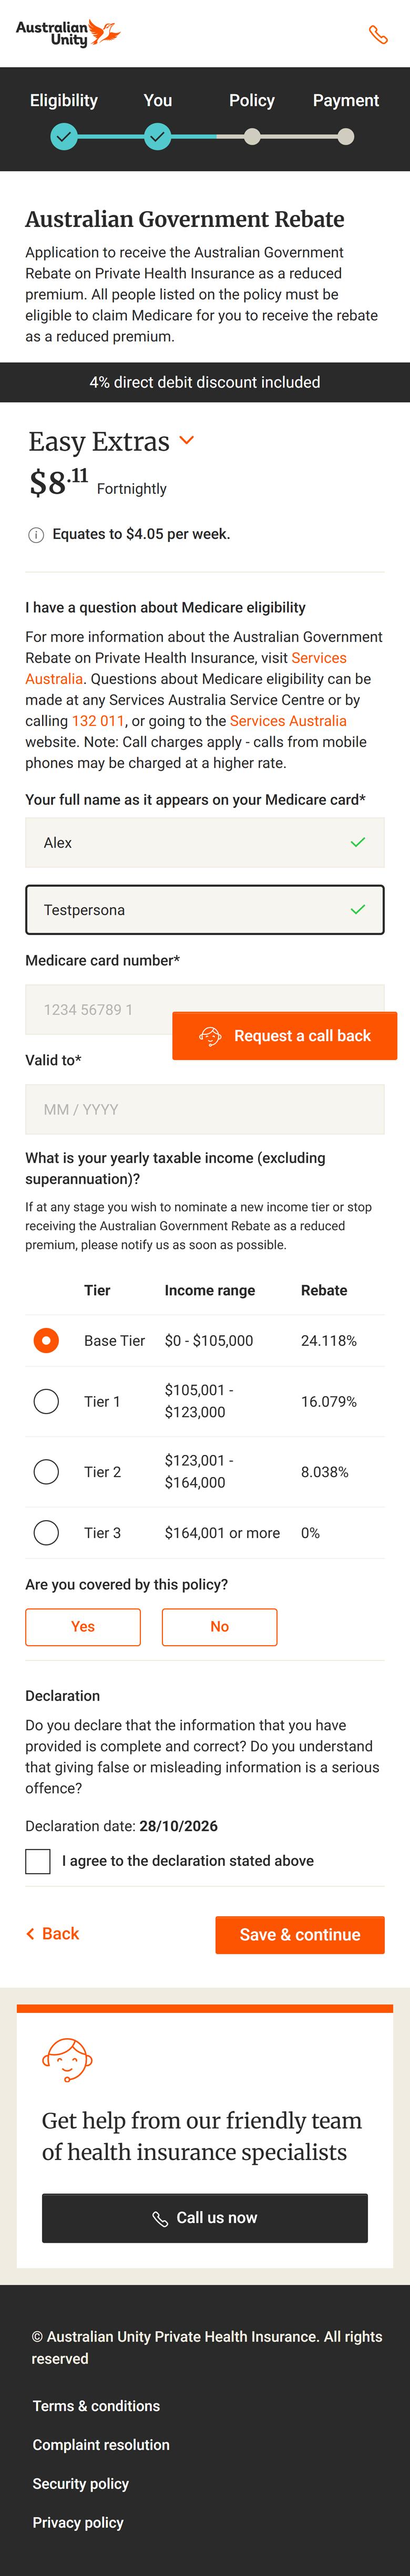 Australian
Unity
Eligibility
You
Policy
Payment
Australian Government Rebate
Application to receive the Australian Government
Rebate on Private Health Insurance as a reduced
premium. All people listed on the policy must be
eligible to claim Medicare for you to receive the rebate
as a reduced premium.
4% direct debit discount included
Easy Extras
$8.11 Fortnightly
Equates to $4.05 per week.
I have a question about Medicare eligibility
For more information about the Australian Government
Rebate on Private Health Insurance, visit Services
Australia. Questions about Medicare eligibility can be
made at any Services Australia Service Centre or by
calling 132 011, or going to the Services Australia
website. Note: Call charges apply - calls from mobile
phones may be charged at a higher rate.
Your full name as it appears on your Medicare card*
Alex
Testpersona
Medicare card number*
1234 56789 1
Request a call back
Valid to*
MM / YYYY
What is your yearly taxable income (excluding
superannuation)?
If at any stage you wish to nominate a new income tier or stop
receiving the Australian Government Rebate as a reduced
premium, please notify us as soon as possible.
Tier Income range Rebate
Base Tier $0 - $105,000 24.118%
Tier 1 $105,001 -
$123,000 16.079%
Tier 2 $123,001 -
$164,000 8.038%
Tier 3 $164,001 or more 0%
Are you covered by this policy?
Yes No
Declaration
Do you declare that the information that you have
provided is complete and correct? Do you understand
that giving false or misleading information is a serious
offence?
Declaration date: 28/10/2026
I agree to the declaration stated above
Back
Save & continue
Get help from our friendly team
of health insurance specialists
Call us now
© Australian Unity Private Health Insurance. All rights
reserved
Terms & conditions
Complaint resolution
Security policy
Privacy policy